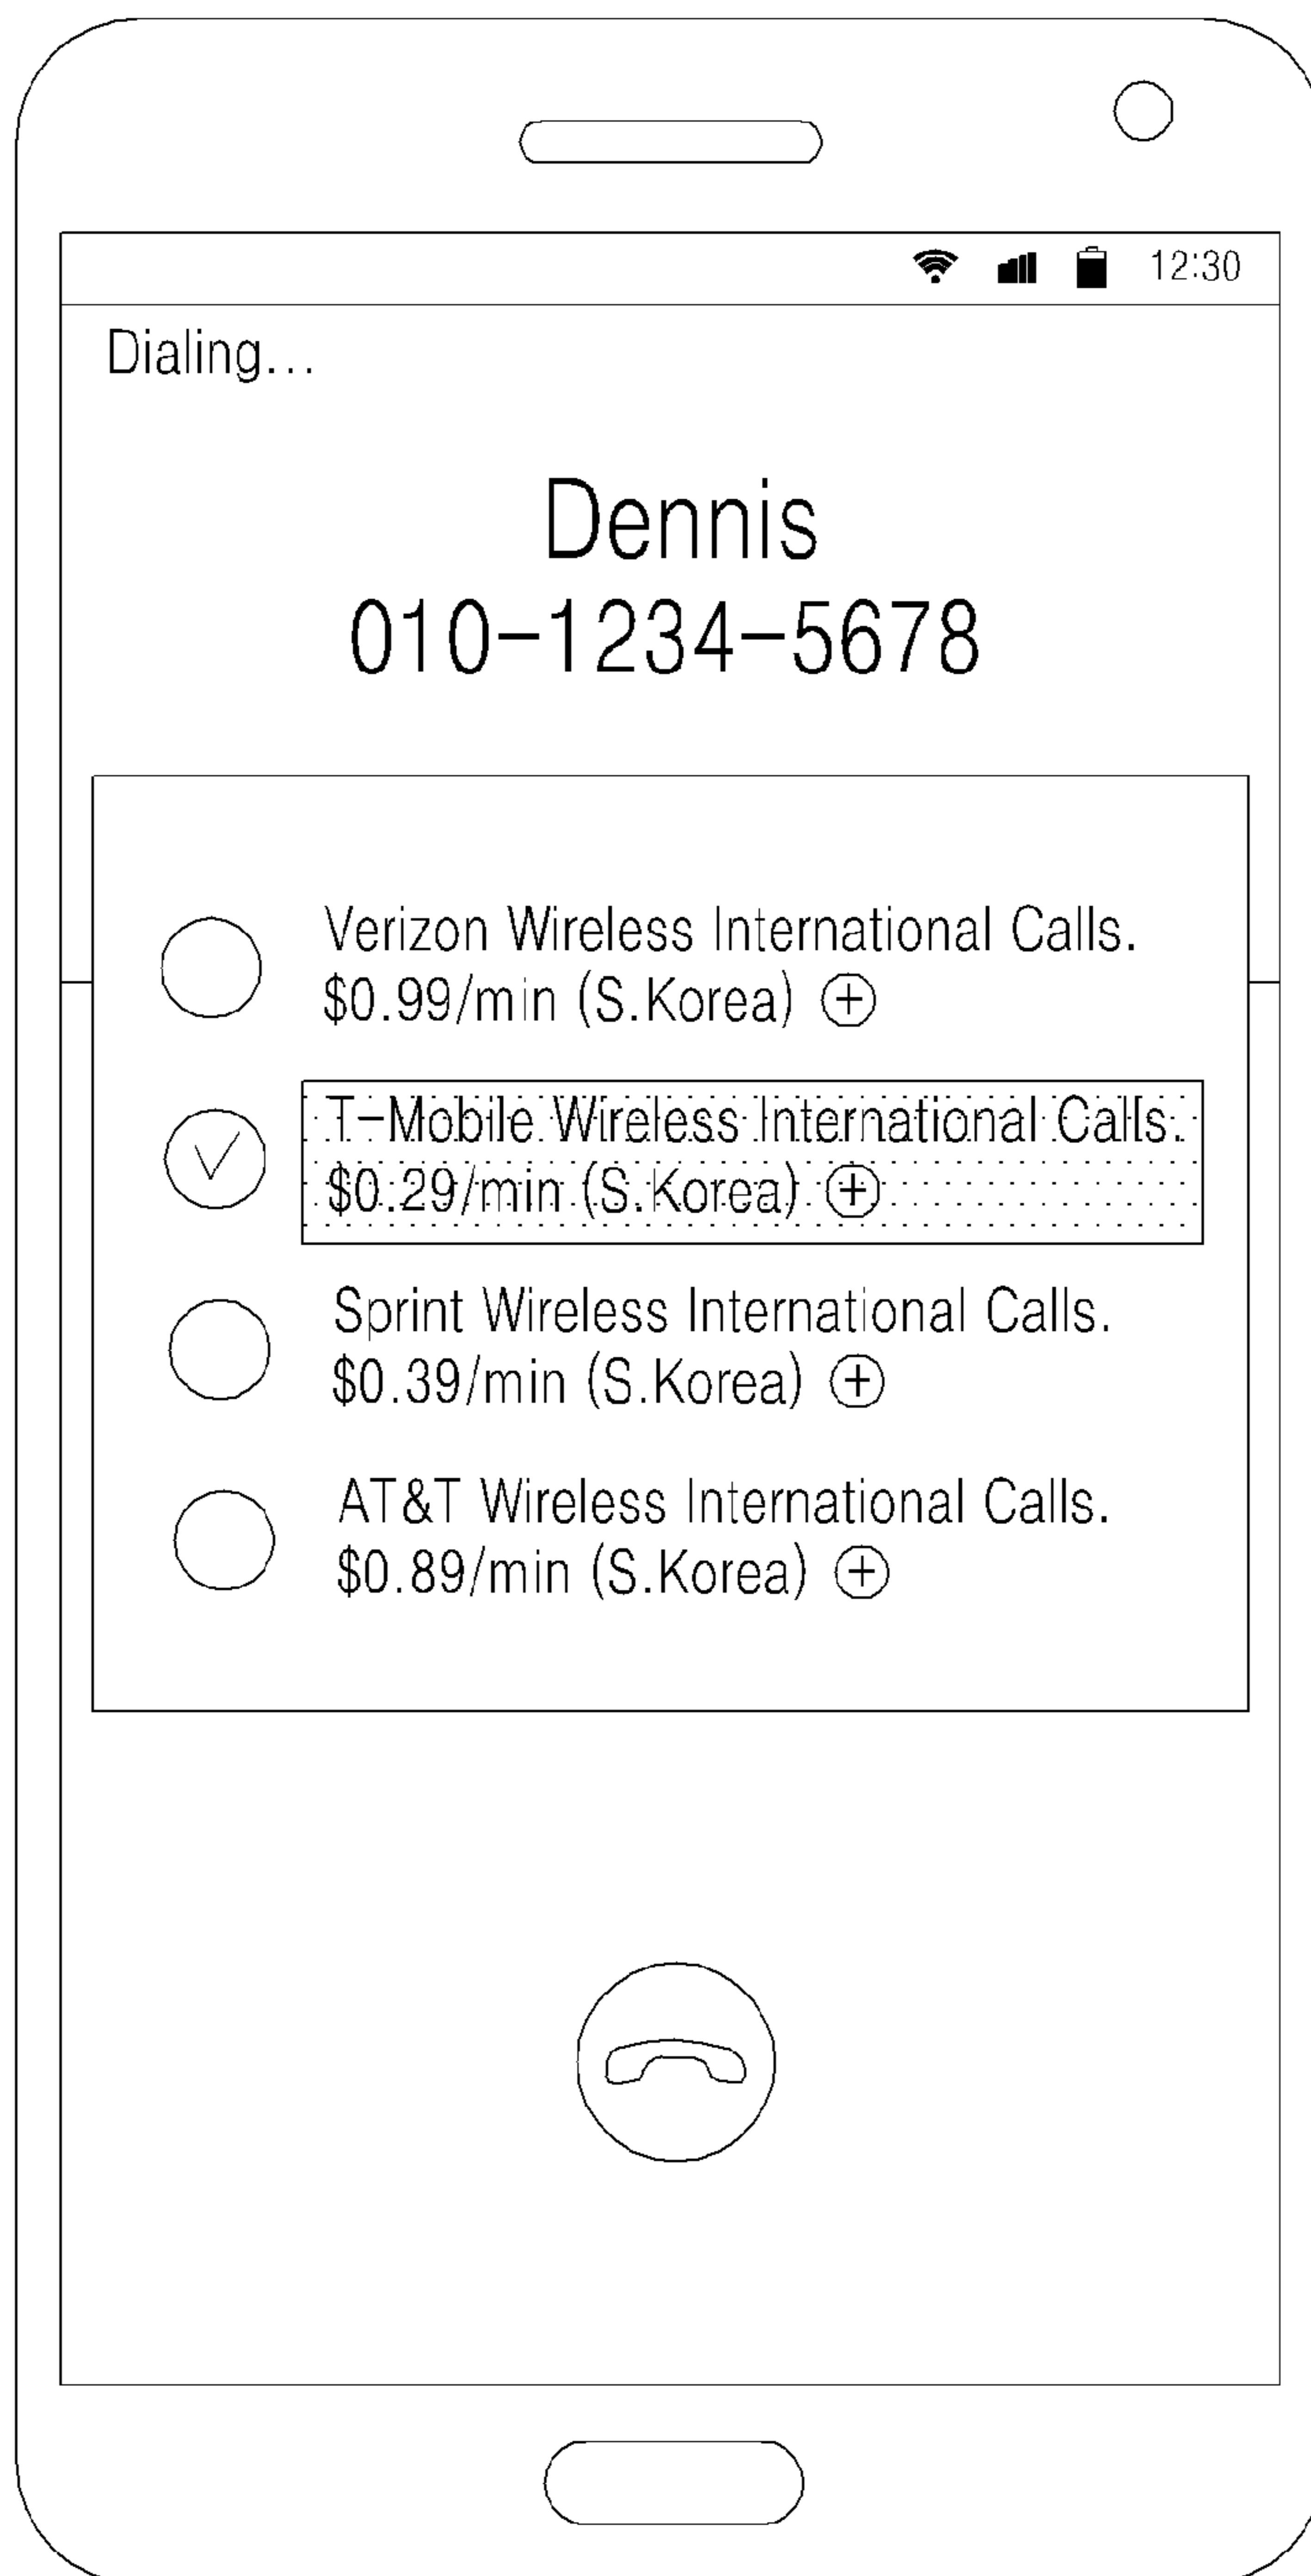 12:30
Dialing...
Dennis
010-1234-5678
Verizon Wireless International Calls.
$0.99/min (S.Korea) ⊕
T-Mobile Wireless International Calls.
$0.29/min (S.Korea) ⊕
Sprint Wireless International Calls.
$0.39/min (S.Korea) ⊕
AT&T Wireless International Calls.
$0.89/min (S.Korea) ⊕